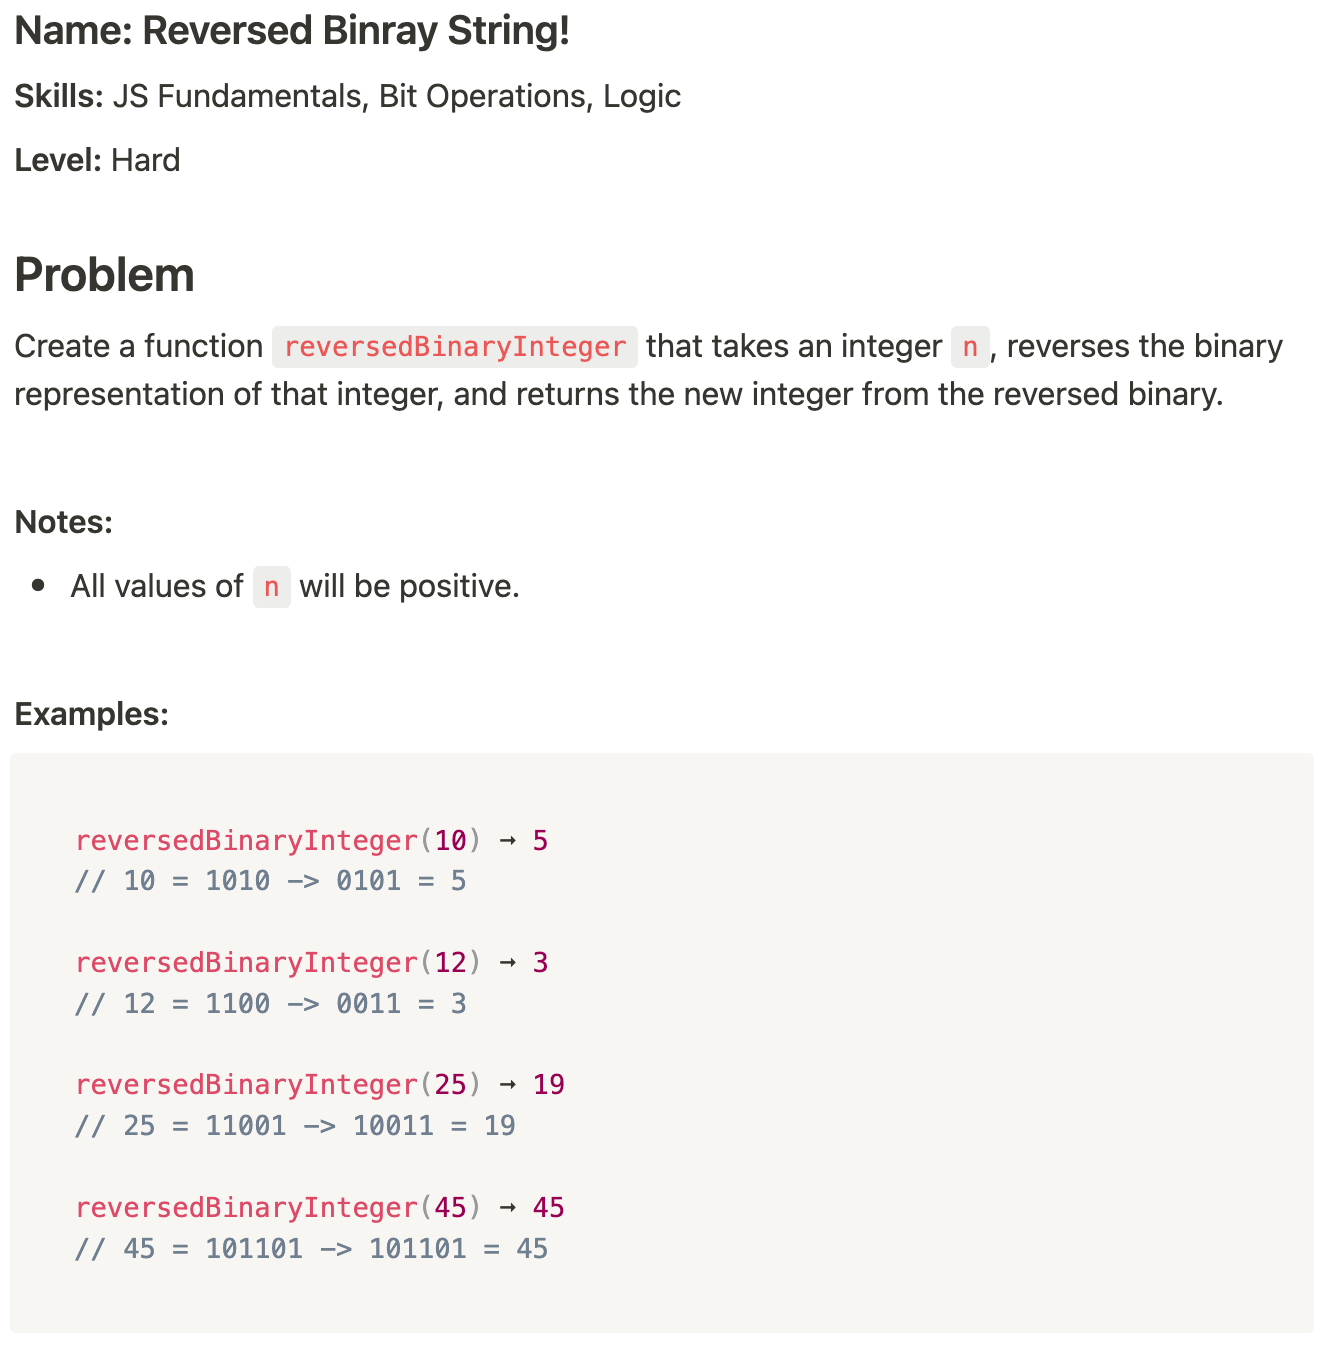 Name: Reversed Binray String!
Skills: JS Fundamentals, Bit Operations, Logic
Level: Hard
Problem
Create a function reversedBinaryInteger that takes an integer n, reverses the binary
representation of that integer, and returns the new integer from the reversed binary.
Notes:
• All values of n will be positive.
Examples:
reversedBinaryInteger(10) ➞ 5
// 10 = 1010 -> 0101 = 5
reversedBinaryInteger(12) ➞ 3
// 12 = 1100 -> 0011 = 3
reversedBinaryInteger(25) ➞ 19
// 25 = 11001 -> 10011 = 19
reversedBinaryInteger(45) ➞ 45
// 45 = 101101 -> 101101 = 45